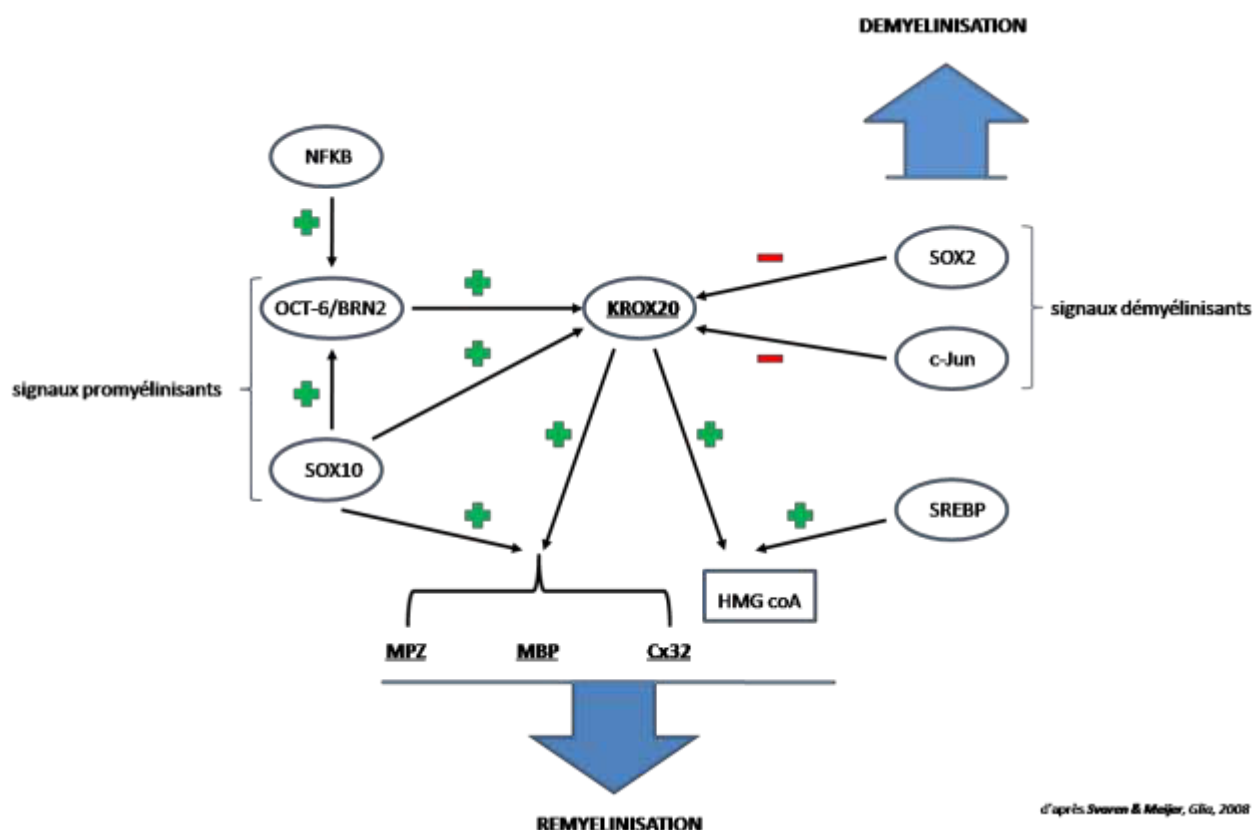 DEMYELINISATION
NFKB
SOX2
OCT-6/BRN2
KROX20
signaux démyélinisants
c-Jun
signaux promyélinisants
SOX10
SREBP
HMG coA
MPZ MBP Cx32
REMYELINISATION
d'après Svaren & Meijer, Glia, 2008